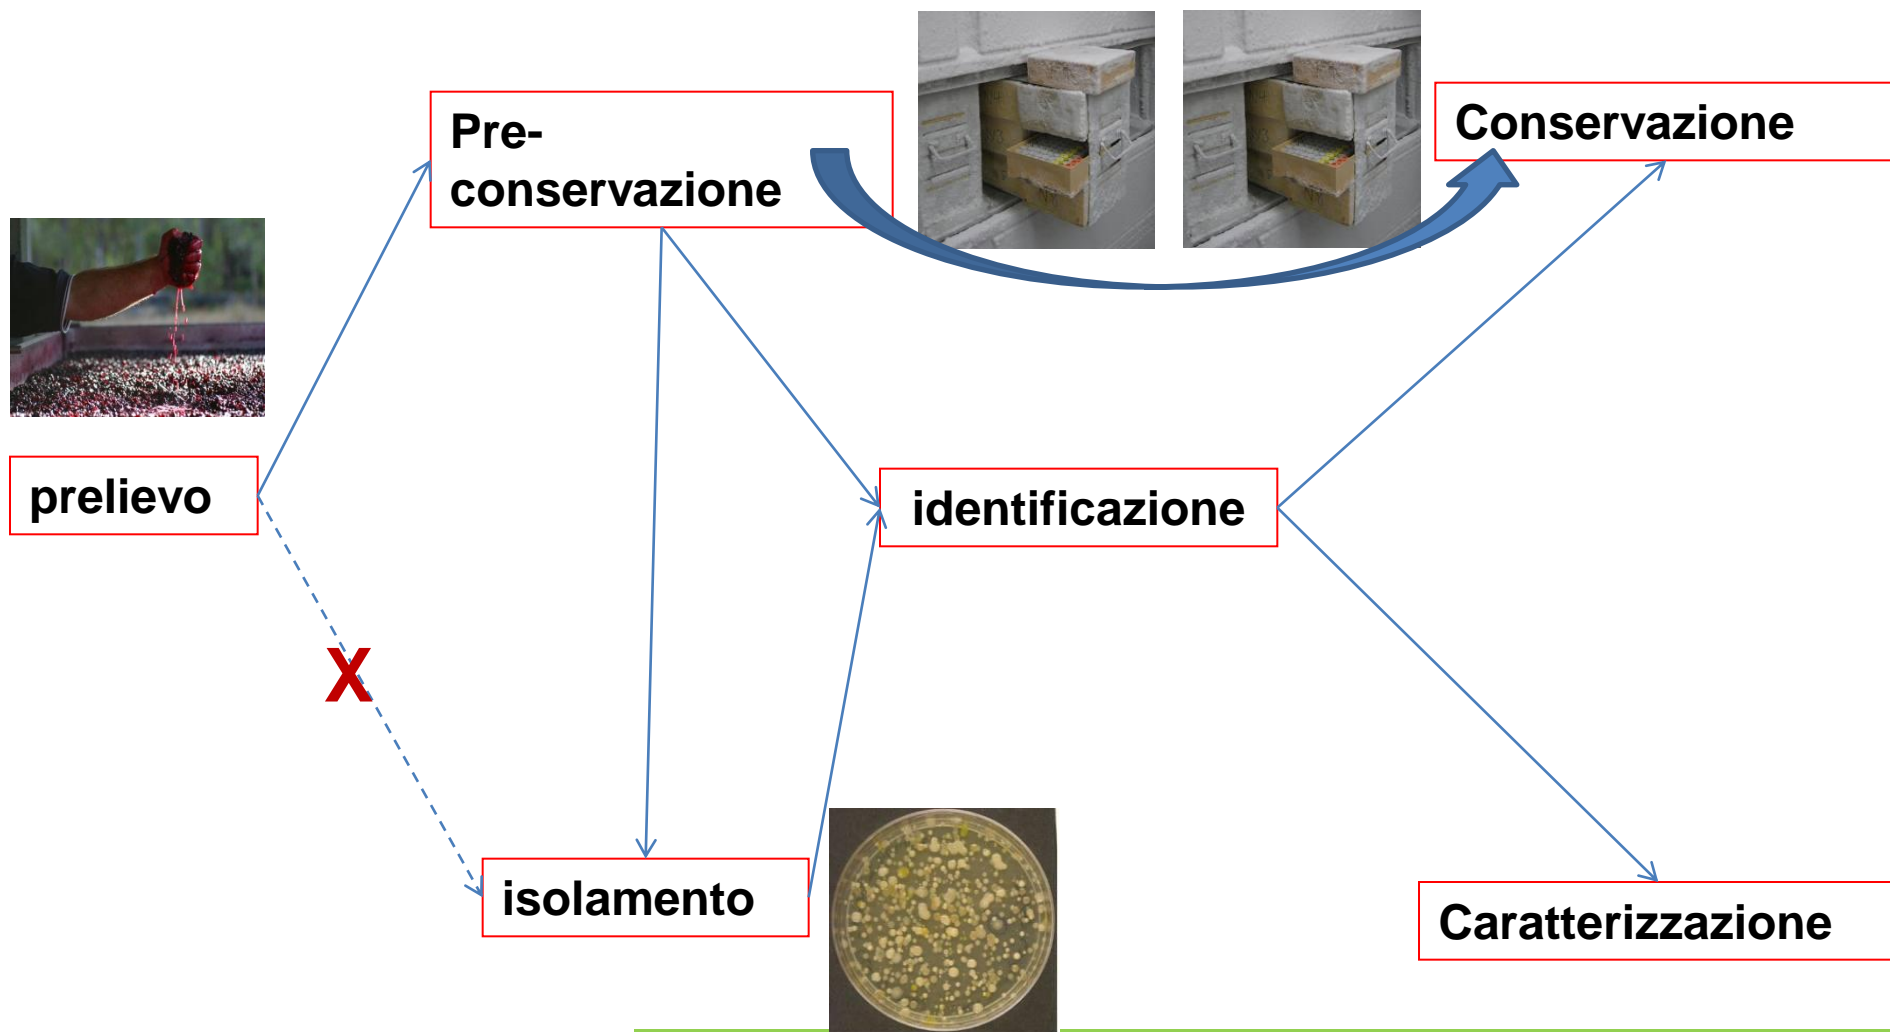 Pre-
conservazione
Conservazione
prelievo
identificazione
X
isolamento
Caratterizzazione